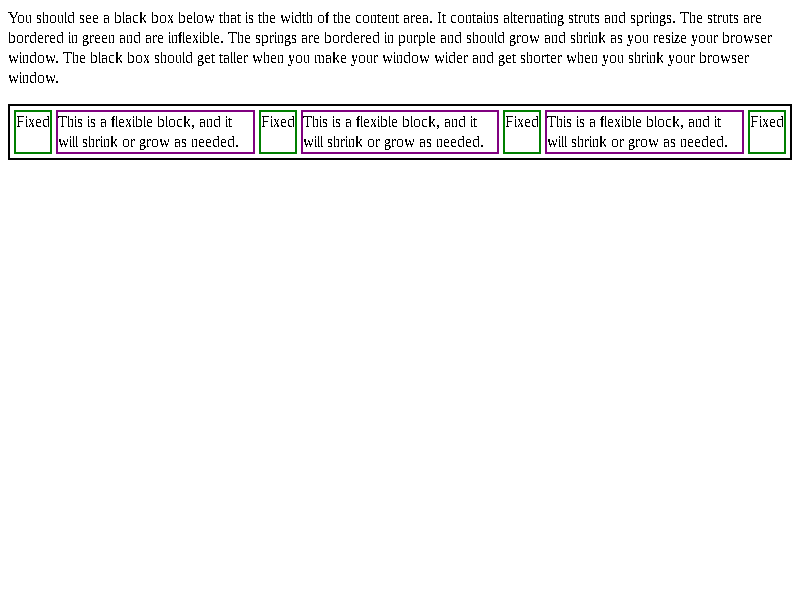 You should see a black box below that is the width of the content area. It contains alternating struts and springs. The struts are
bordered in green and are inflexible. The springs are bordered in purple and should grow and shrink as you resize your browser
window. The black box should get taller when you make your window wider and get shorter when you shrink your browser
window.
Fixed This is a flexible block, and it Fixed This is a flexible block, and it Fixed This is a flexible block, and it Fixed
will shrink or grow as needed. will shrink or grow as needed. will shrink or grow as needed.